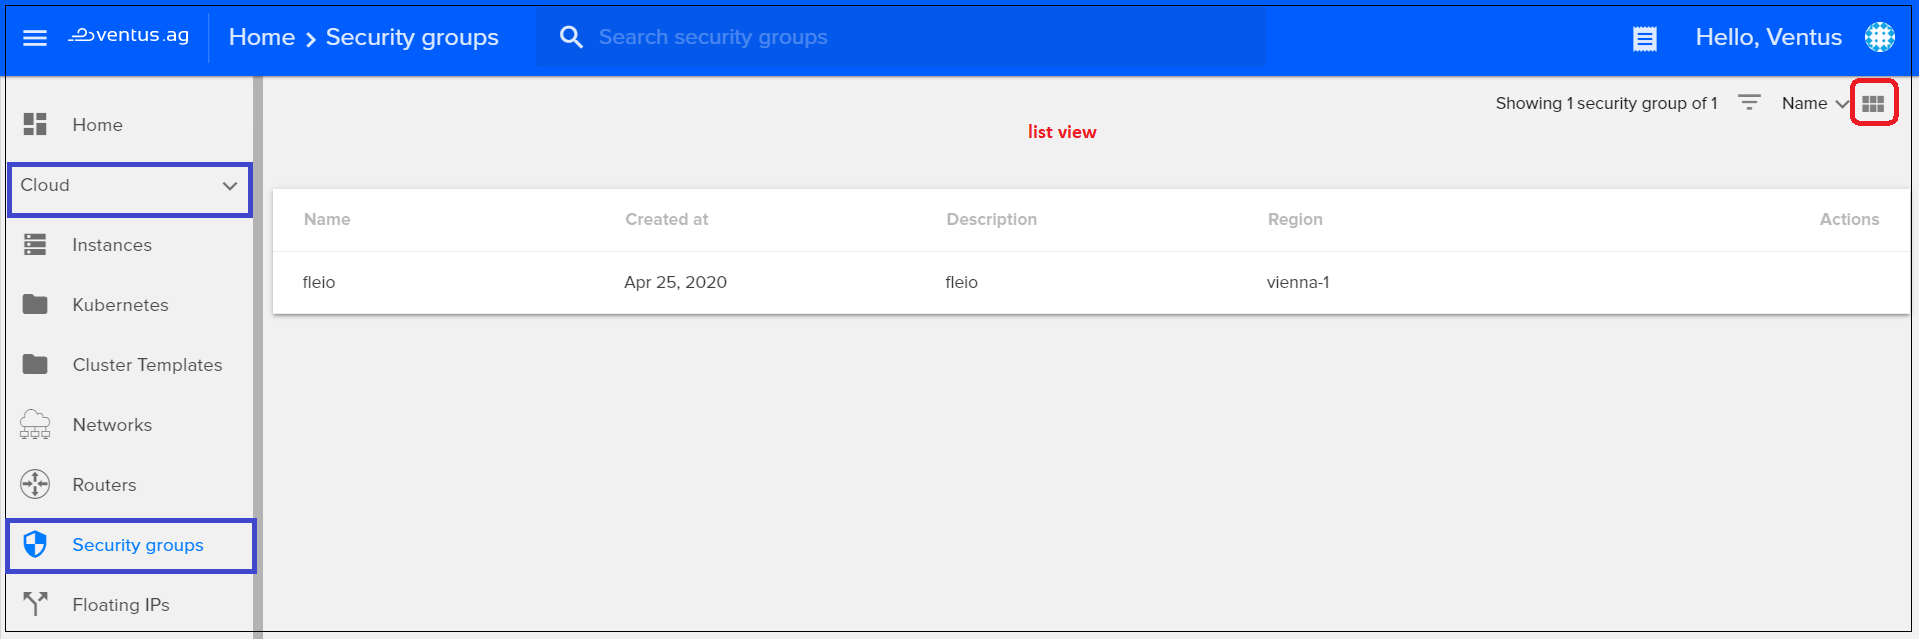 ventus.ag
Home > Security groups
Search security groups
Hello, Ventus
Home
Cloud
Instances
Kubernetes
Cluster Templates
Networks
Routers
Security groups
Floating IPs
Showing 1 security group of 1
Name
list view
Name Created at Description Region Actions
fleio Apr 25, 2020 fleio vienna-1